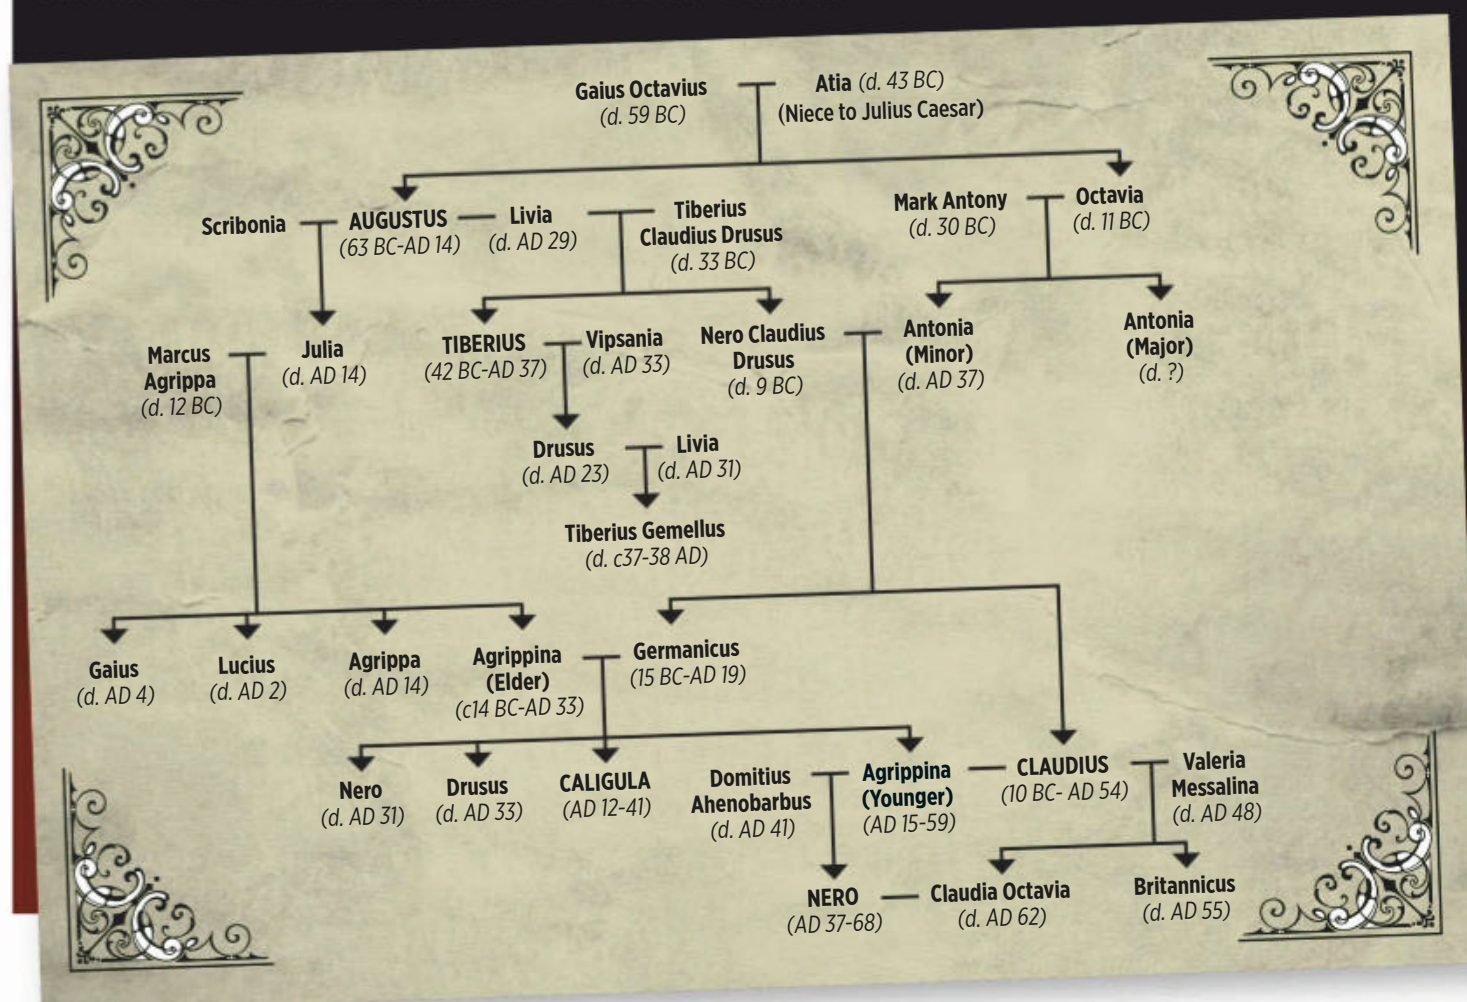 Gaius Octavius
(d. 59 BC)
Atia (d. 43 BC)
(Niece to Julius Caesar)
Scribonia
AUGUSTUS
(63 BC-AD 14)
Livia
(d. AD 29)
Tiberius
Claudius Drusus
(d. 33 BC)
Mark Antony
(d. 30 BC)
Octavia
(d. 11 BC)
Marcus
Agrippa
(d. 12 BC)
Julia
(d. AD 14)
TIBERIUS
(42 BC-AD 37)
Vipsania
(d. AD 33)
Nero Claudius
Drusus
(d. 9 BC)
Antonia
(Minor)
(d. AD 37)
Antonia
(Major)
(d. ?)
Drusus
(d. AD 23)
Livia
(d. AD 31)
Tiberius Gemellus
(d. c37-38 AD)
Gaius
(d. AD 4)
Lucius
(d. AD 2)
Agrippa
(d. AD 14)
Agrippina
(Elder)
(c14 BC-AD 33)
Germanicus
(15 BC-AD 19)
Nero
(d. AD 31)
Drusus
(d. AD 33)
CALIGULA
(AD 12-41)
Domitius
Ahenobarbus
(d. AD 41)
Agrippina
(Younger)
(AD 15-59)
CLAUDIUS
(10 BC- AD 54)
Valeria
Messalina
(d. AD 48)
NERO
(AD 37-68)
Claudia Octavia
(d. AD 62)
Britannicus
(d. AD 55)